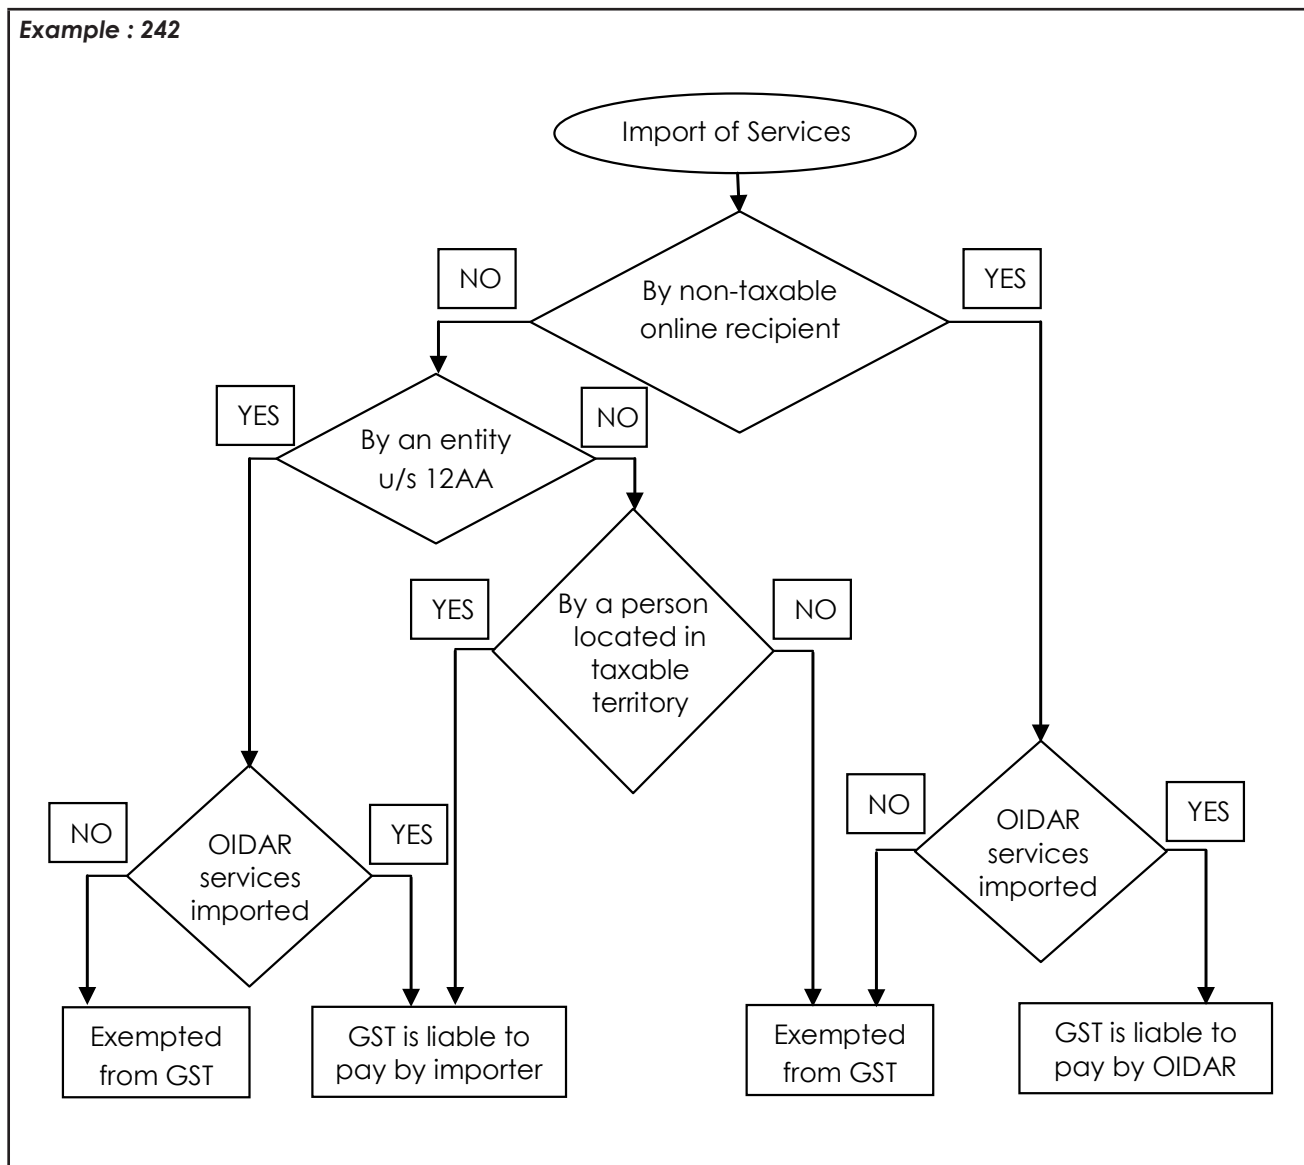 Example : 242
Import of Services
NO
By non-taxable
online recipient
YES
YES
By an entity
u/s 12AA
NO
YES
By a person
located in
taxable
territory
NO
NO
OIDAR
services
imported
YES
NO
OIDAR
services
imported
YES
Exempted
from GST
GST is liable to
pay by importer
Exempted
from GST
GST is liable to
pay by OIDAR